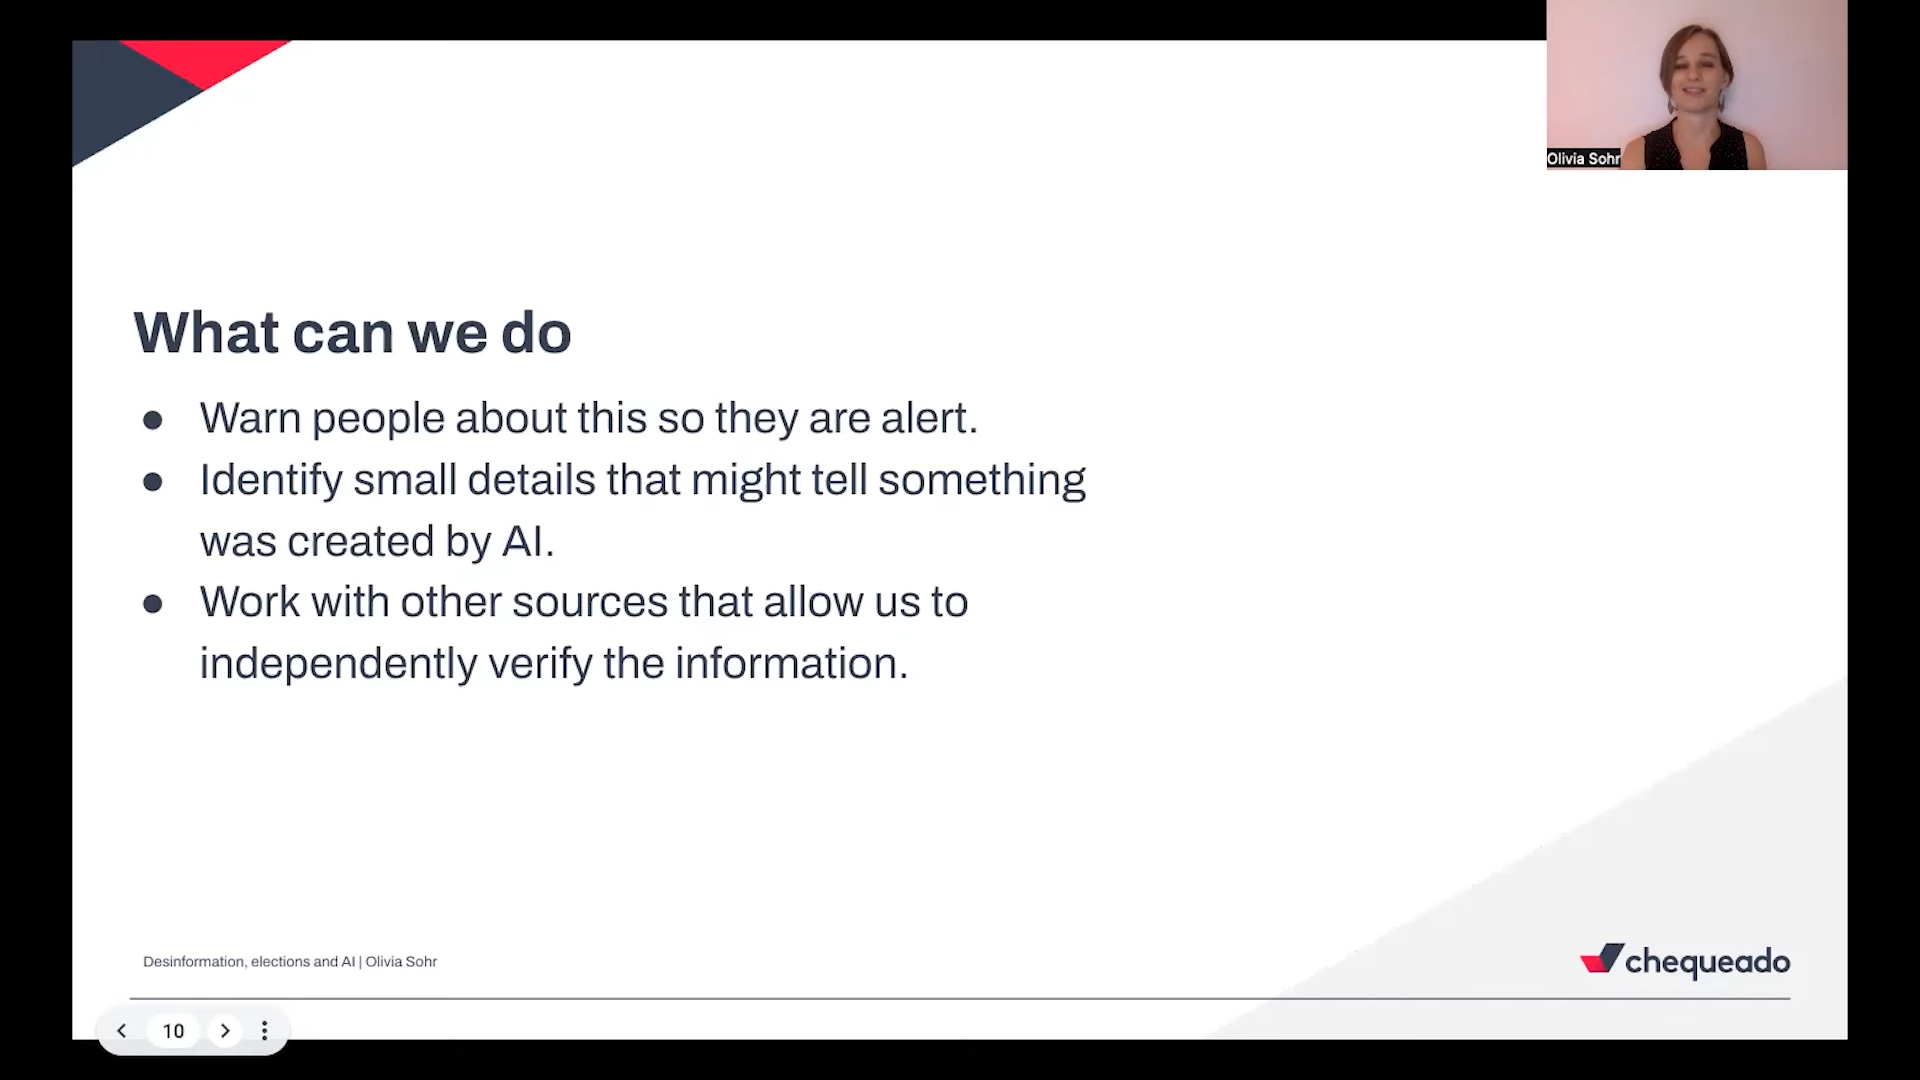 Olivia Sohr
What can we do
● Warn people about this so they are alert.
● Identify small details that might tell something
was created by AI.
● Work with other sources that allow us to
independently verify the information.
Desinformation, elections and AI | Olivia Sohr
chequeado
10